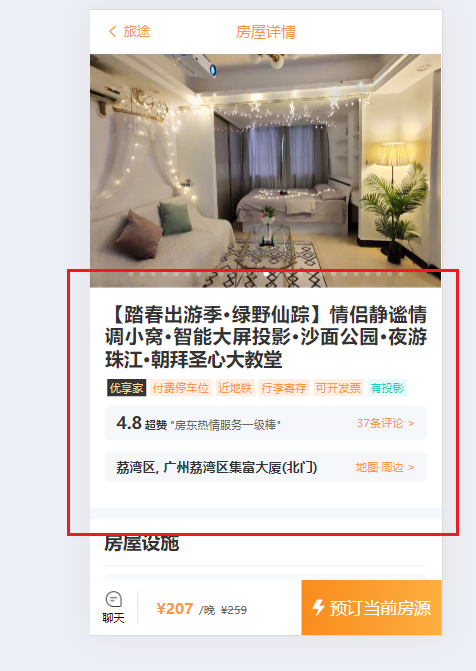 旅途
房屋详情
【踏春出游季•绿野仙踪】情侣静谧情
调小窝•智能大屏投影•沙面公园•夜游
珠江•朝拜圣心大教堂
优享家 付费停车位 近地铁 行李寄存 可开发票 有投影
4.8 超赞 "房东热情服务一级棒" 37条评论 >
荔湾区, 广州荔湾区集富大厦(北门) 地图·周边 >
房屋设施
聊天
¥207 /晚 ¥259
预订当前房源